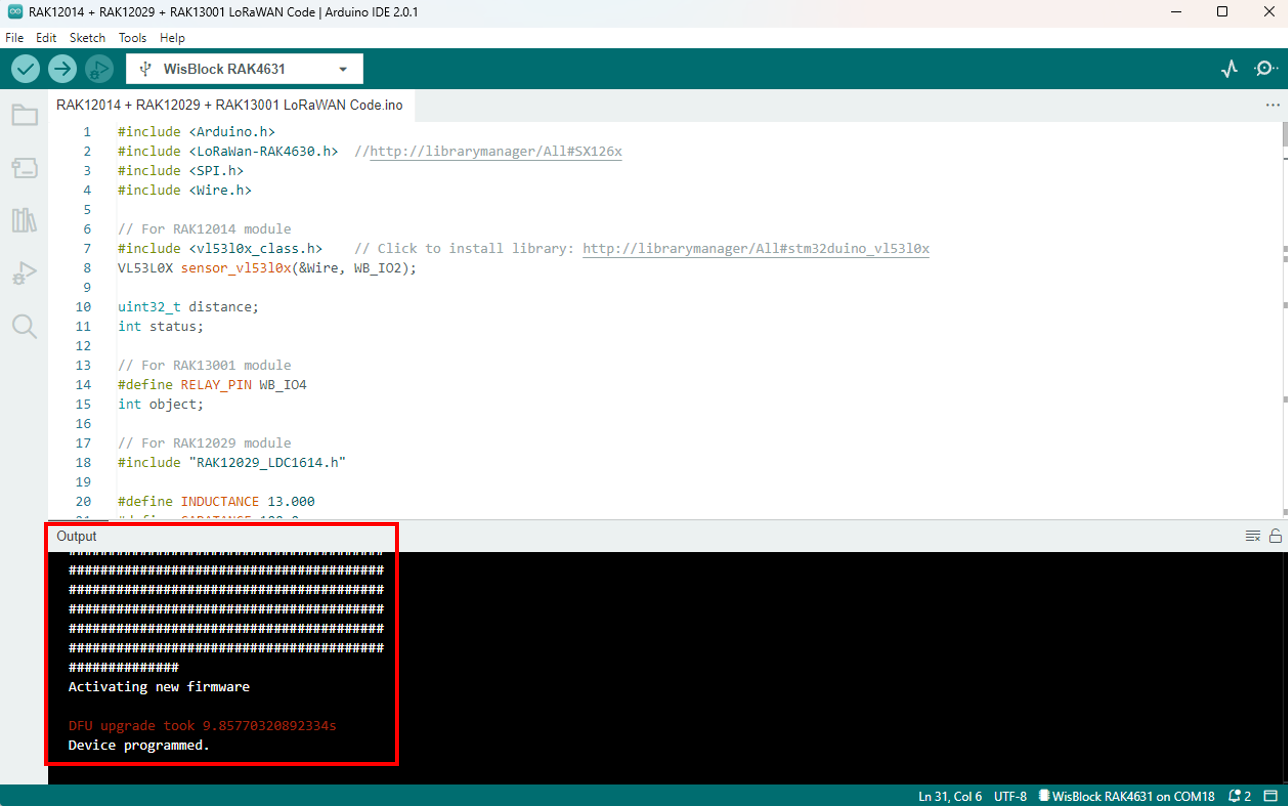 RAK12014 + RAK12029 + RAK13001 LoRaWAN Code | Arduino IDE 2.0.1
File Edit Sketch Tools Help
WisBlock RAK4631
RAK12014 + RAK12029 + RAK13001 LoRaWAN Code.ino
1 #include <Arduino.h>
2 #include <LoRaWan-RAK4630.h> //http://librarymanager/All#SX126x
3 #include <SPI.h>
4 #include <Wire.h>
5
6 // For RAK12014 module
7 #include <vl53l0x_class.h> // Click to install library: http://librarymanager/All#stm32duino_vl53l0x
8 VL53L0X sensor_vl53l0x(&Wire, WB_IO2);
9
10 uint32_t distance;
11 int status;
12
13 // For RAK13001 module
14 #define RELAY_PIN WB_IO4
15 int object;
16
17 // For RAK12029 module
18 #include "RAK12029_LDC1614.h"
19
20 #define INDUCTANCE 13.000
Output
########################################
########################################
########################################
########################################
########################################
##############
Activating new firmware
DFU upgrade took 9.85770320892334s
Device programmed.
Ln 31, Col 6 UTF-8 WisBlock RAK4631 on COM18 2